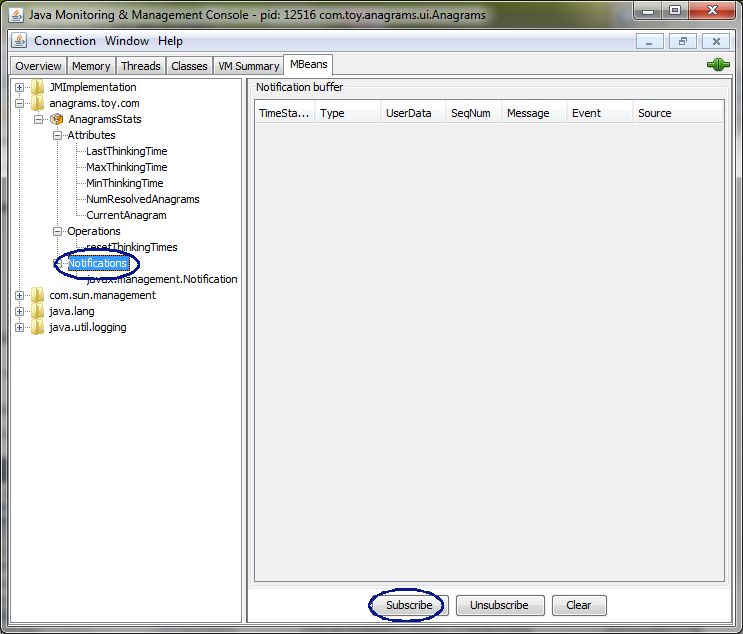 Java Monitoring & Management Console - pid: 12516 com.toy.anagrams.ui.Anagrams
Connection Window Help
Overview Memory Threads Classes VM Summary MBeans
JMImplementation
anagrams.toy.com
AnagramsStats
Attributes
LastThinkingTime
MaxThinkingTime
MinThinkingTime
NumResolvedAnagrams
CurrentAnagram
Operations
resetThinkingTimes
Notifications
javax.management.Notification
com.sun.management
java.lang
java.util.logging
Notification buffer
TimeSta... Type UserData SeqNum Message Event Source
Subscribe Unsubscribe Clear